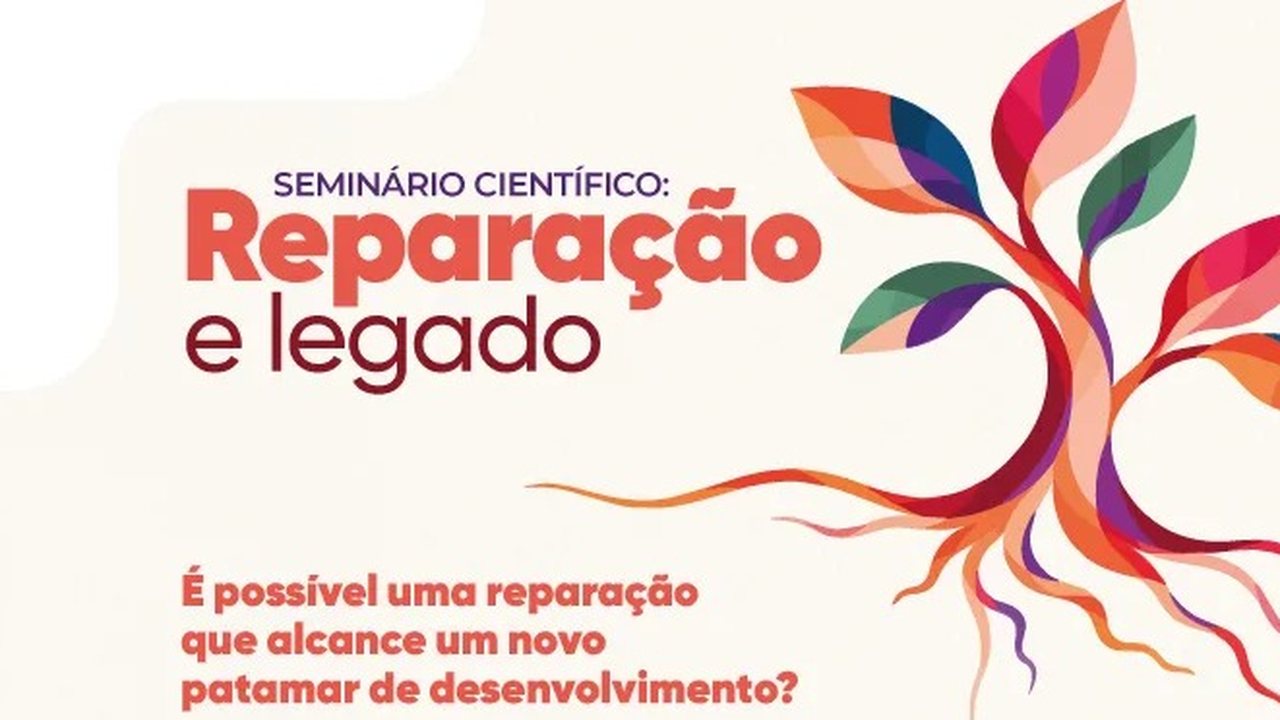 SEMINÁRIO CIENTÍFICO:
Reparação
e legado
É possível uma reparação
que alcance um novo
patamar de desenvolvimento?